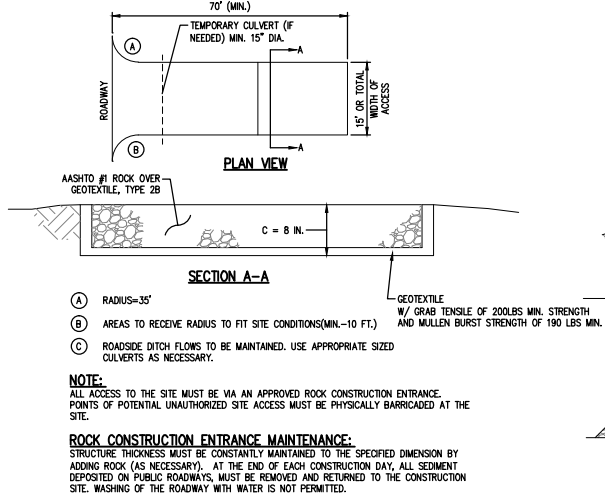 70' (MIN.)
TEMPORARY CULVERT (IF
NEEDED) MIN. 15" DIA.
A
A
ROADWAY
15' OR TOTAL
WIDTH OF
ACCESS
B
A
PLAN VIEW
AASHTO #1 ROCK OVER
GEOTEXTILE, TYPE 2B
C = 8 IN.
SECTION A-A
GEOTEXTILE
W/ GRAB TENSILE OF 200LBS MIN. STRENGTH
AND MULLEN BURST STRENGTH OF 190 LBS MIN.
A RADIUS=35'
B AREAS TO RECEIVE RADIUS TO FIT SITE CONDITIONS(MIN.-10 FT.)
C ROADSIDE DITCH FLOWS TO BE MAINTAINED. USE APPROPRIATE SIZED
CULVERTS AS NECESSARY.
NOTE:
ALL ACCESS TO THE SITE MUST BE VIA AN APPROVED ROCK CONSTRUCTION ENTRANCE.
POINTS OF POTENTIAL UNAUTHORIZED SITE ACCESS MUST BE PHYSICALLY BARRICADED AT THE
SITE.
ROCK CONSTRUCTION ENTRANCE MAINTENANCE:
STRUCTURE THICKNESS MUST BE CONSTANTLY MAINTAINED TO THE SPECIFIED DIMENSION BY
ADDING ROCK (AS NECESSARY). AT THE END OF EACH CONSTRUCTION DAY, ALL SEDIMENT
DEPOSITED ON PUBLIC ROADWAYS, MUST BE REMOVED AND RETURNED TO THE CONSTRUCTION
SITE. WASHING OF THE ROADWAY WITH WATER IS NOT PERMITTED.